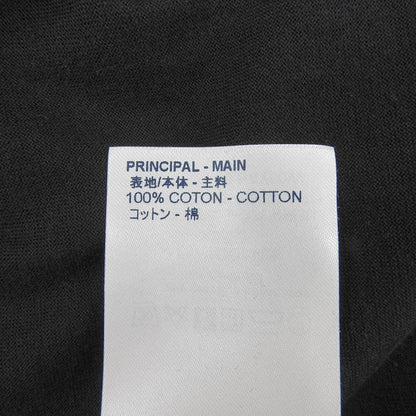 PRINCIPAL - MAIN
表地/本体 - 主料
100% COTON - COTTON
コットン - 棉